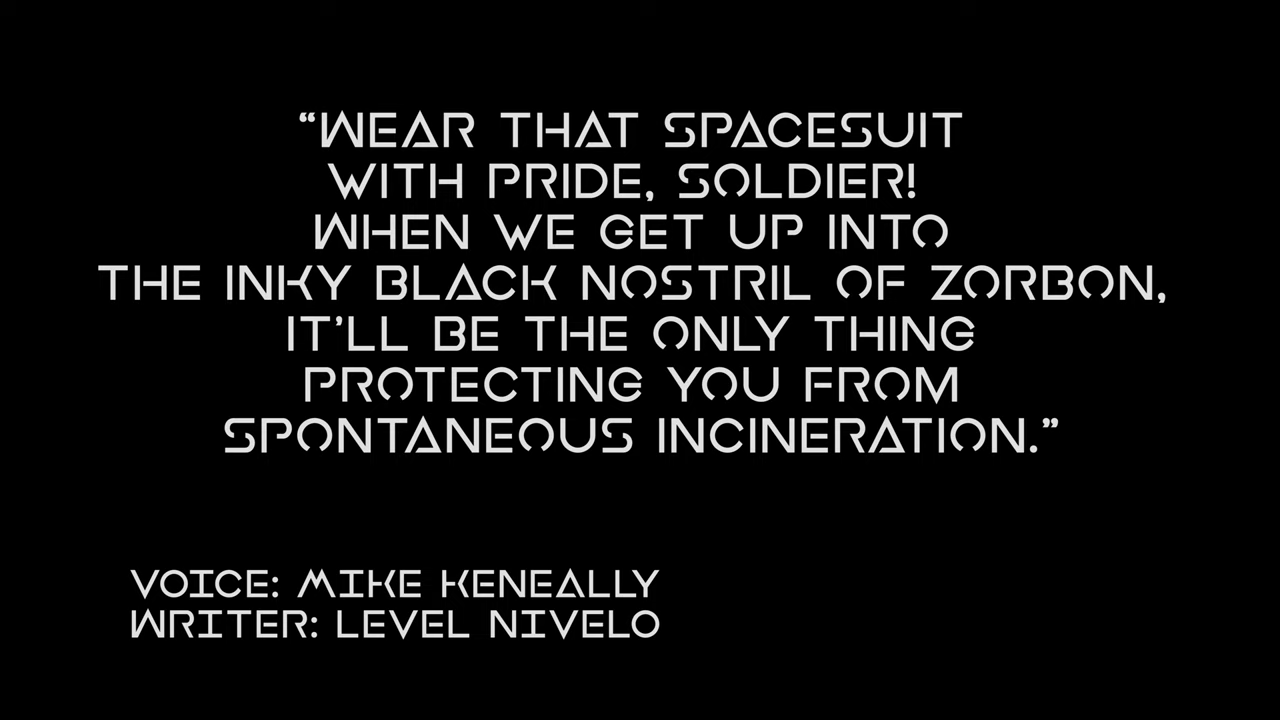 “WEAR THAT SPACESUIT
WITH PRIDE, SOLDIER!
WHEN WE GET UP INTO
THE INKY BLACK NOSTRIL OF ZORBON,
IT’LL BE THE ONLY THING
PROTECTING YOU FROM
SPONTANEOUS INCINERATION.”
VOICE: MIKE KENEALLY
WRITER: LEVEL NIVELO